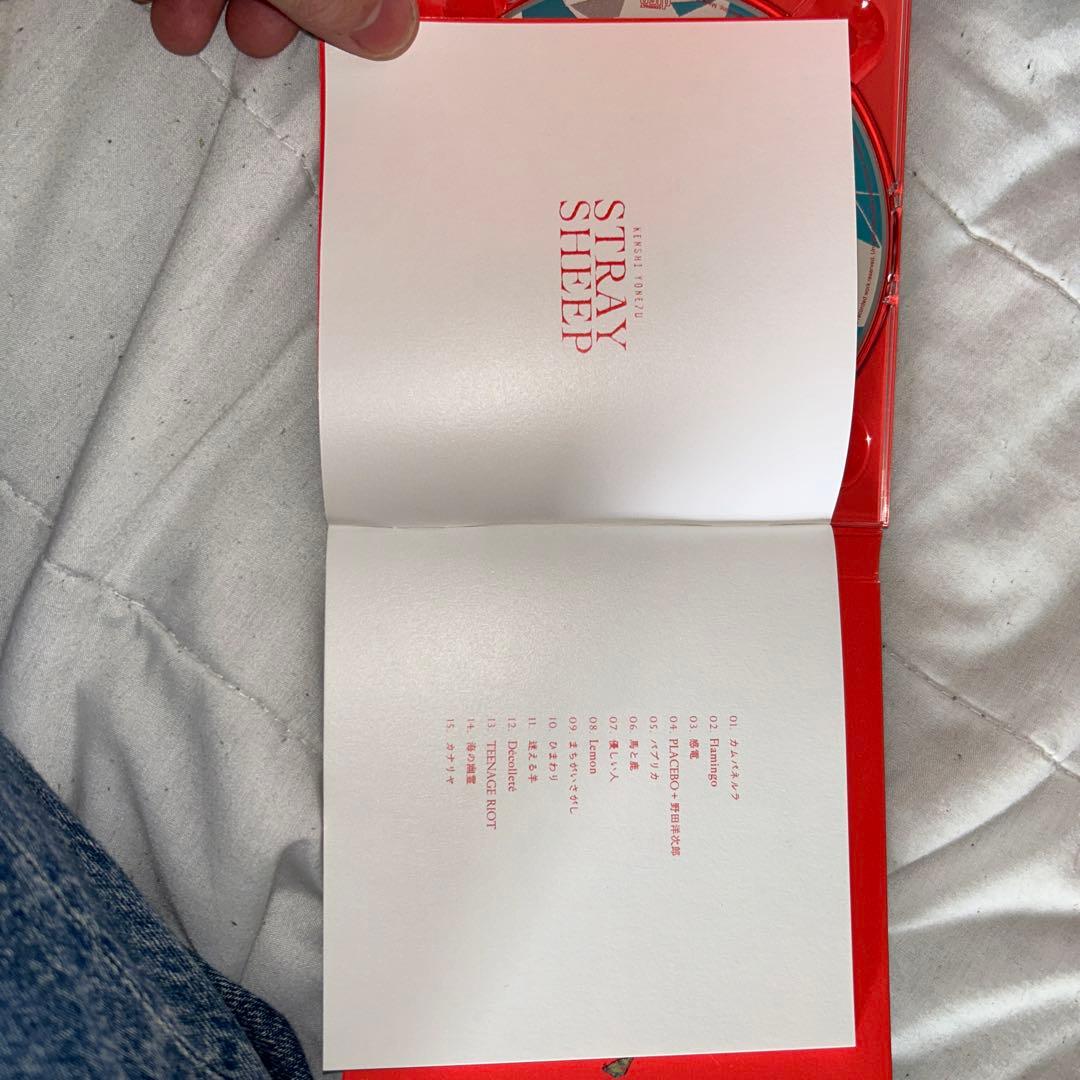 KENSHI YONEZU
STRAY
SHEEP
01. カムパネルラ
02. Flamingo
03. 感電
04. PLACEBO + 野田洋次郎
05. パプリカ
06. 馬と鹿
07. 優しい人
08. Lemon
09. まちがいさがし
10. ひまわり
11. 迷える羊
12. Décolleté
13. TEENAGE RIOT
14. 海の幽霊
15. カナリヤ